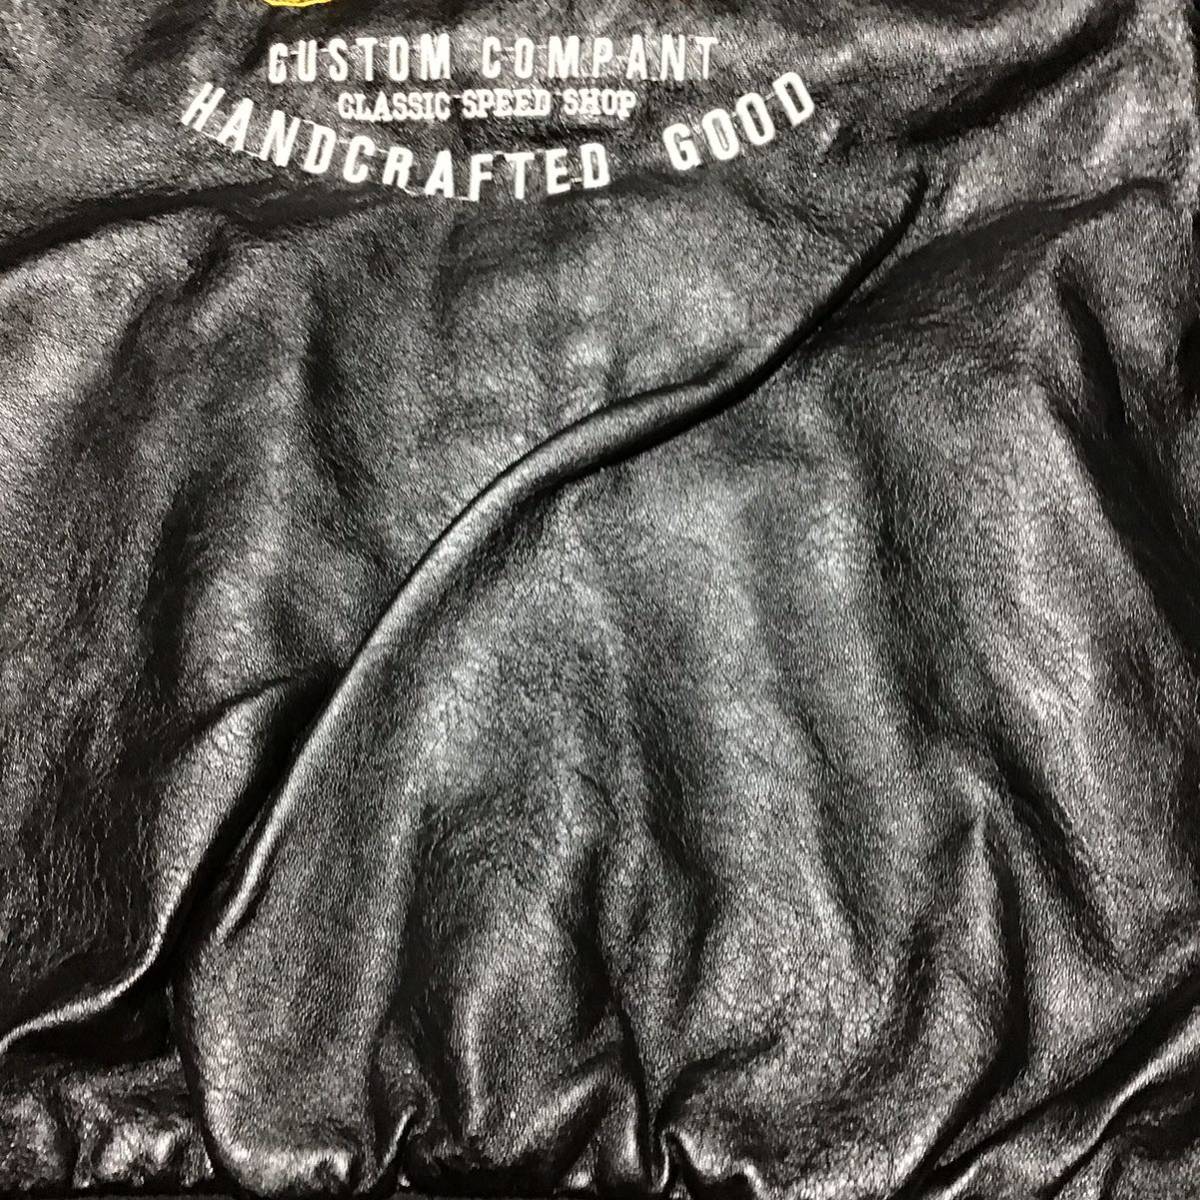 CUSTOM COMPANT
CLASSIC SPEED SHOP
HANDCRAFTED GOOD